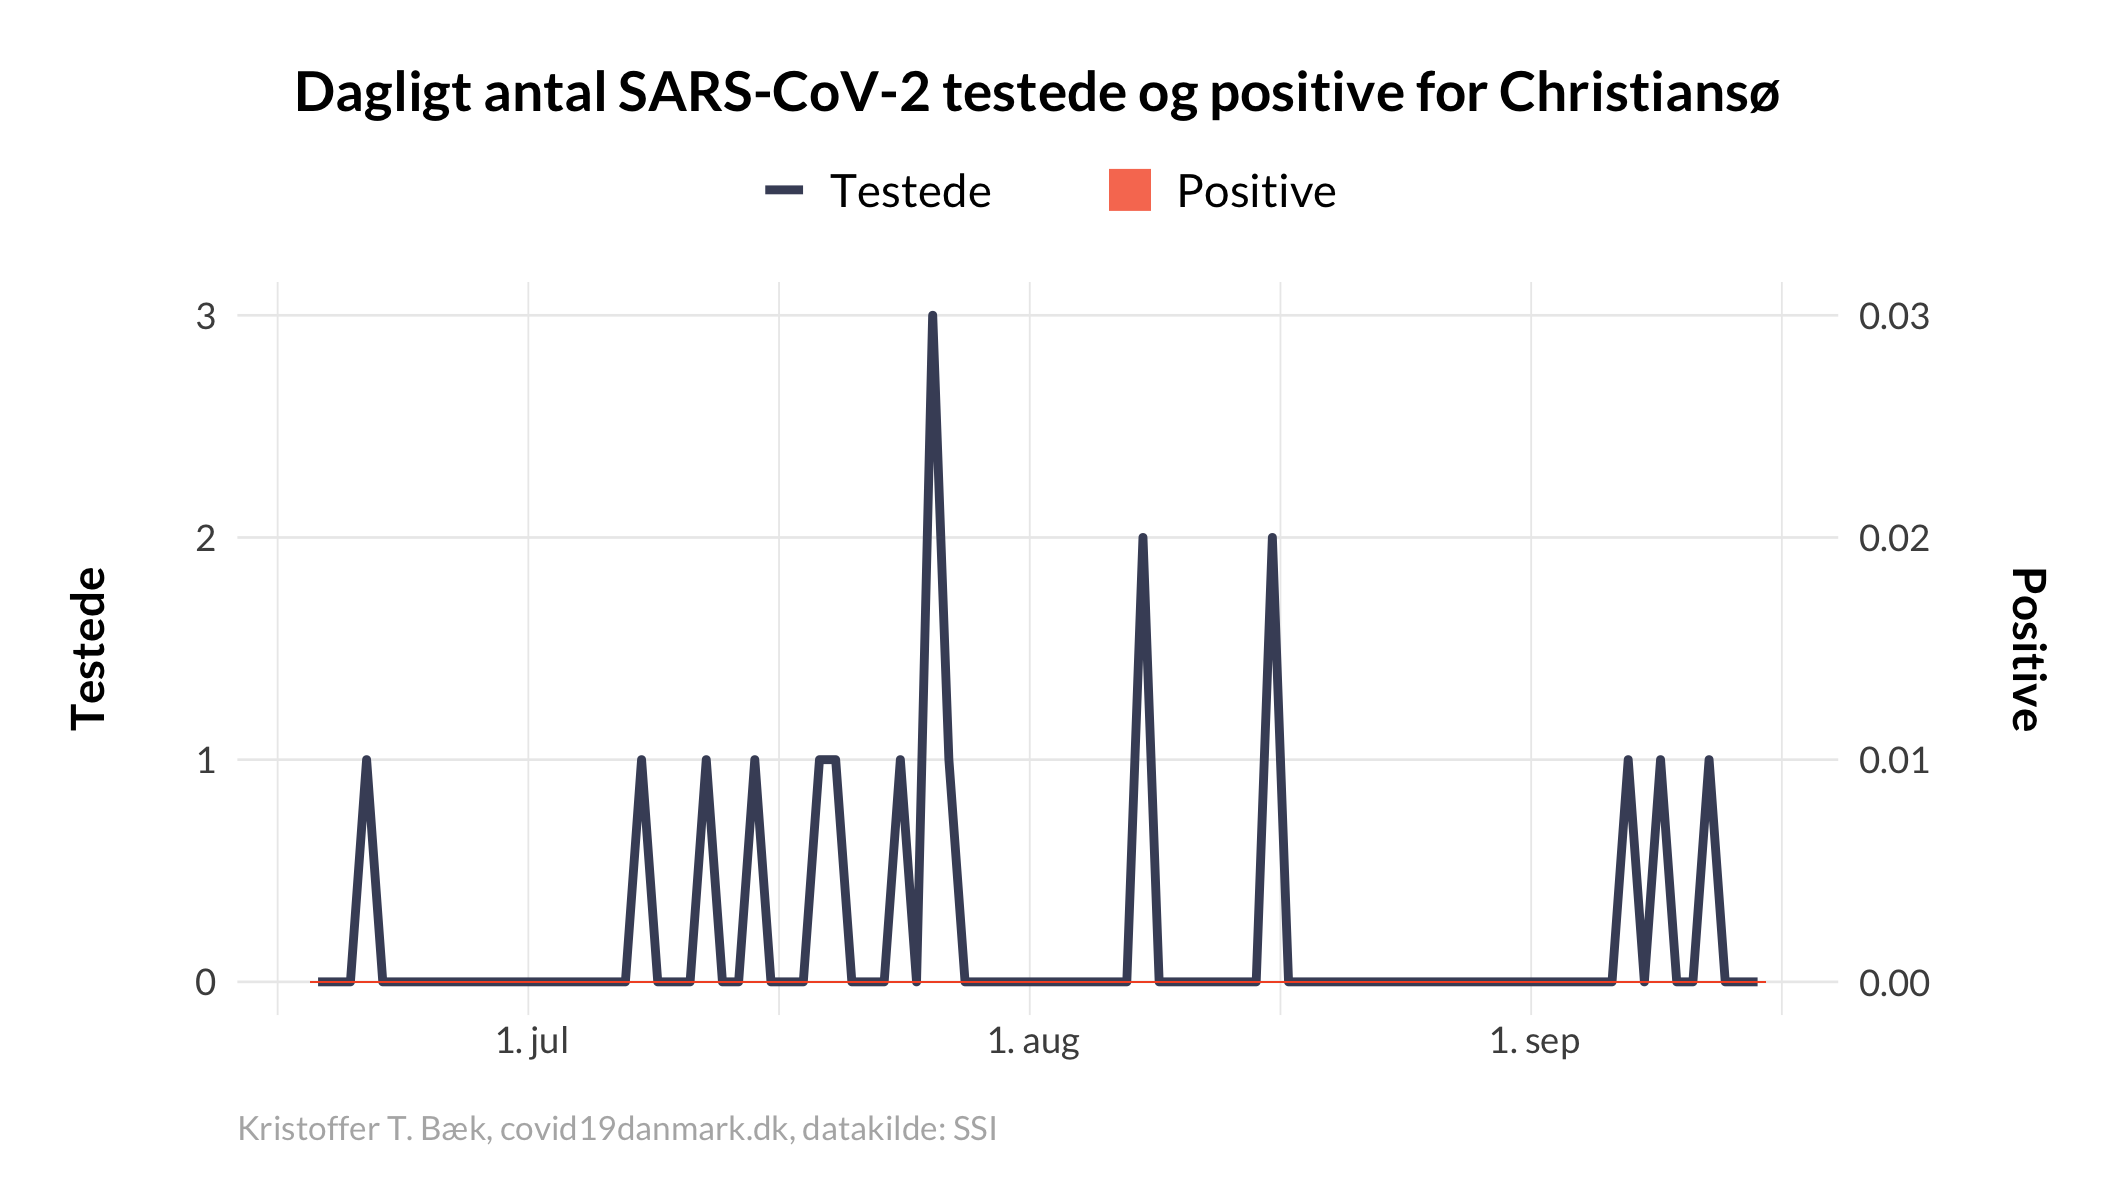 Dagligt antal SARS-CoV-2 testede og positive for Christiansø
Testede
Positive
3
2
1
0
Testede
0.03
0.02
0.01
0.00
Positive
1. jul
1. aug
1. sep
Kristoffer T. Bæk, covid19danmark.dk, datakilde: SSI